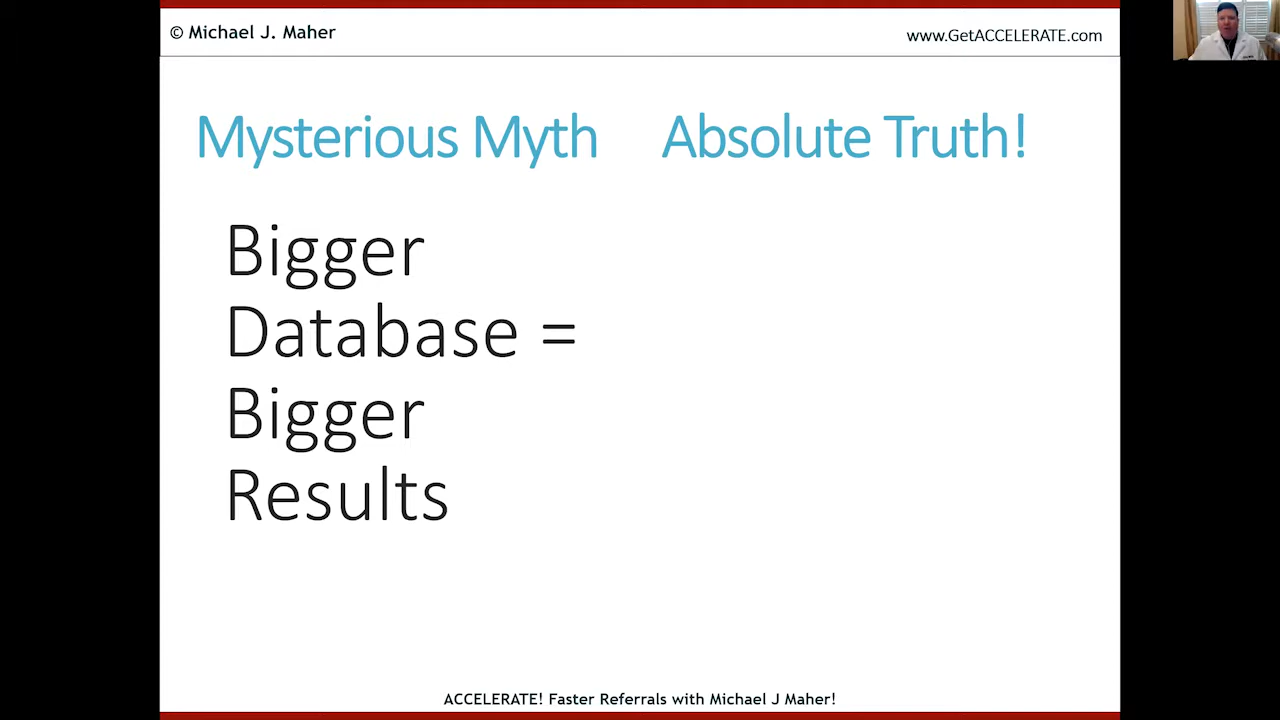 © Michael J. Maher
www.GetACCELERATE.com
Mysterious Myth
Absolute Truth!
Bigger
Database =
Bigger
Results
ACCELERATE! Faster Referrals with Michael J Maher!